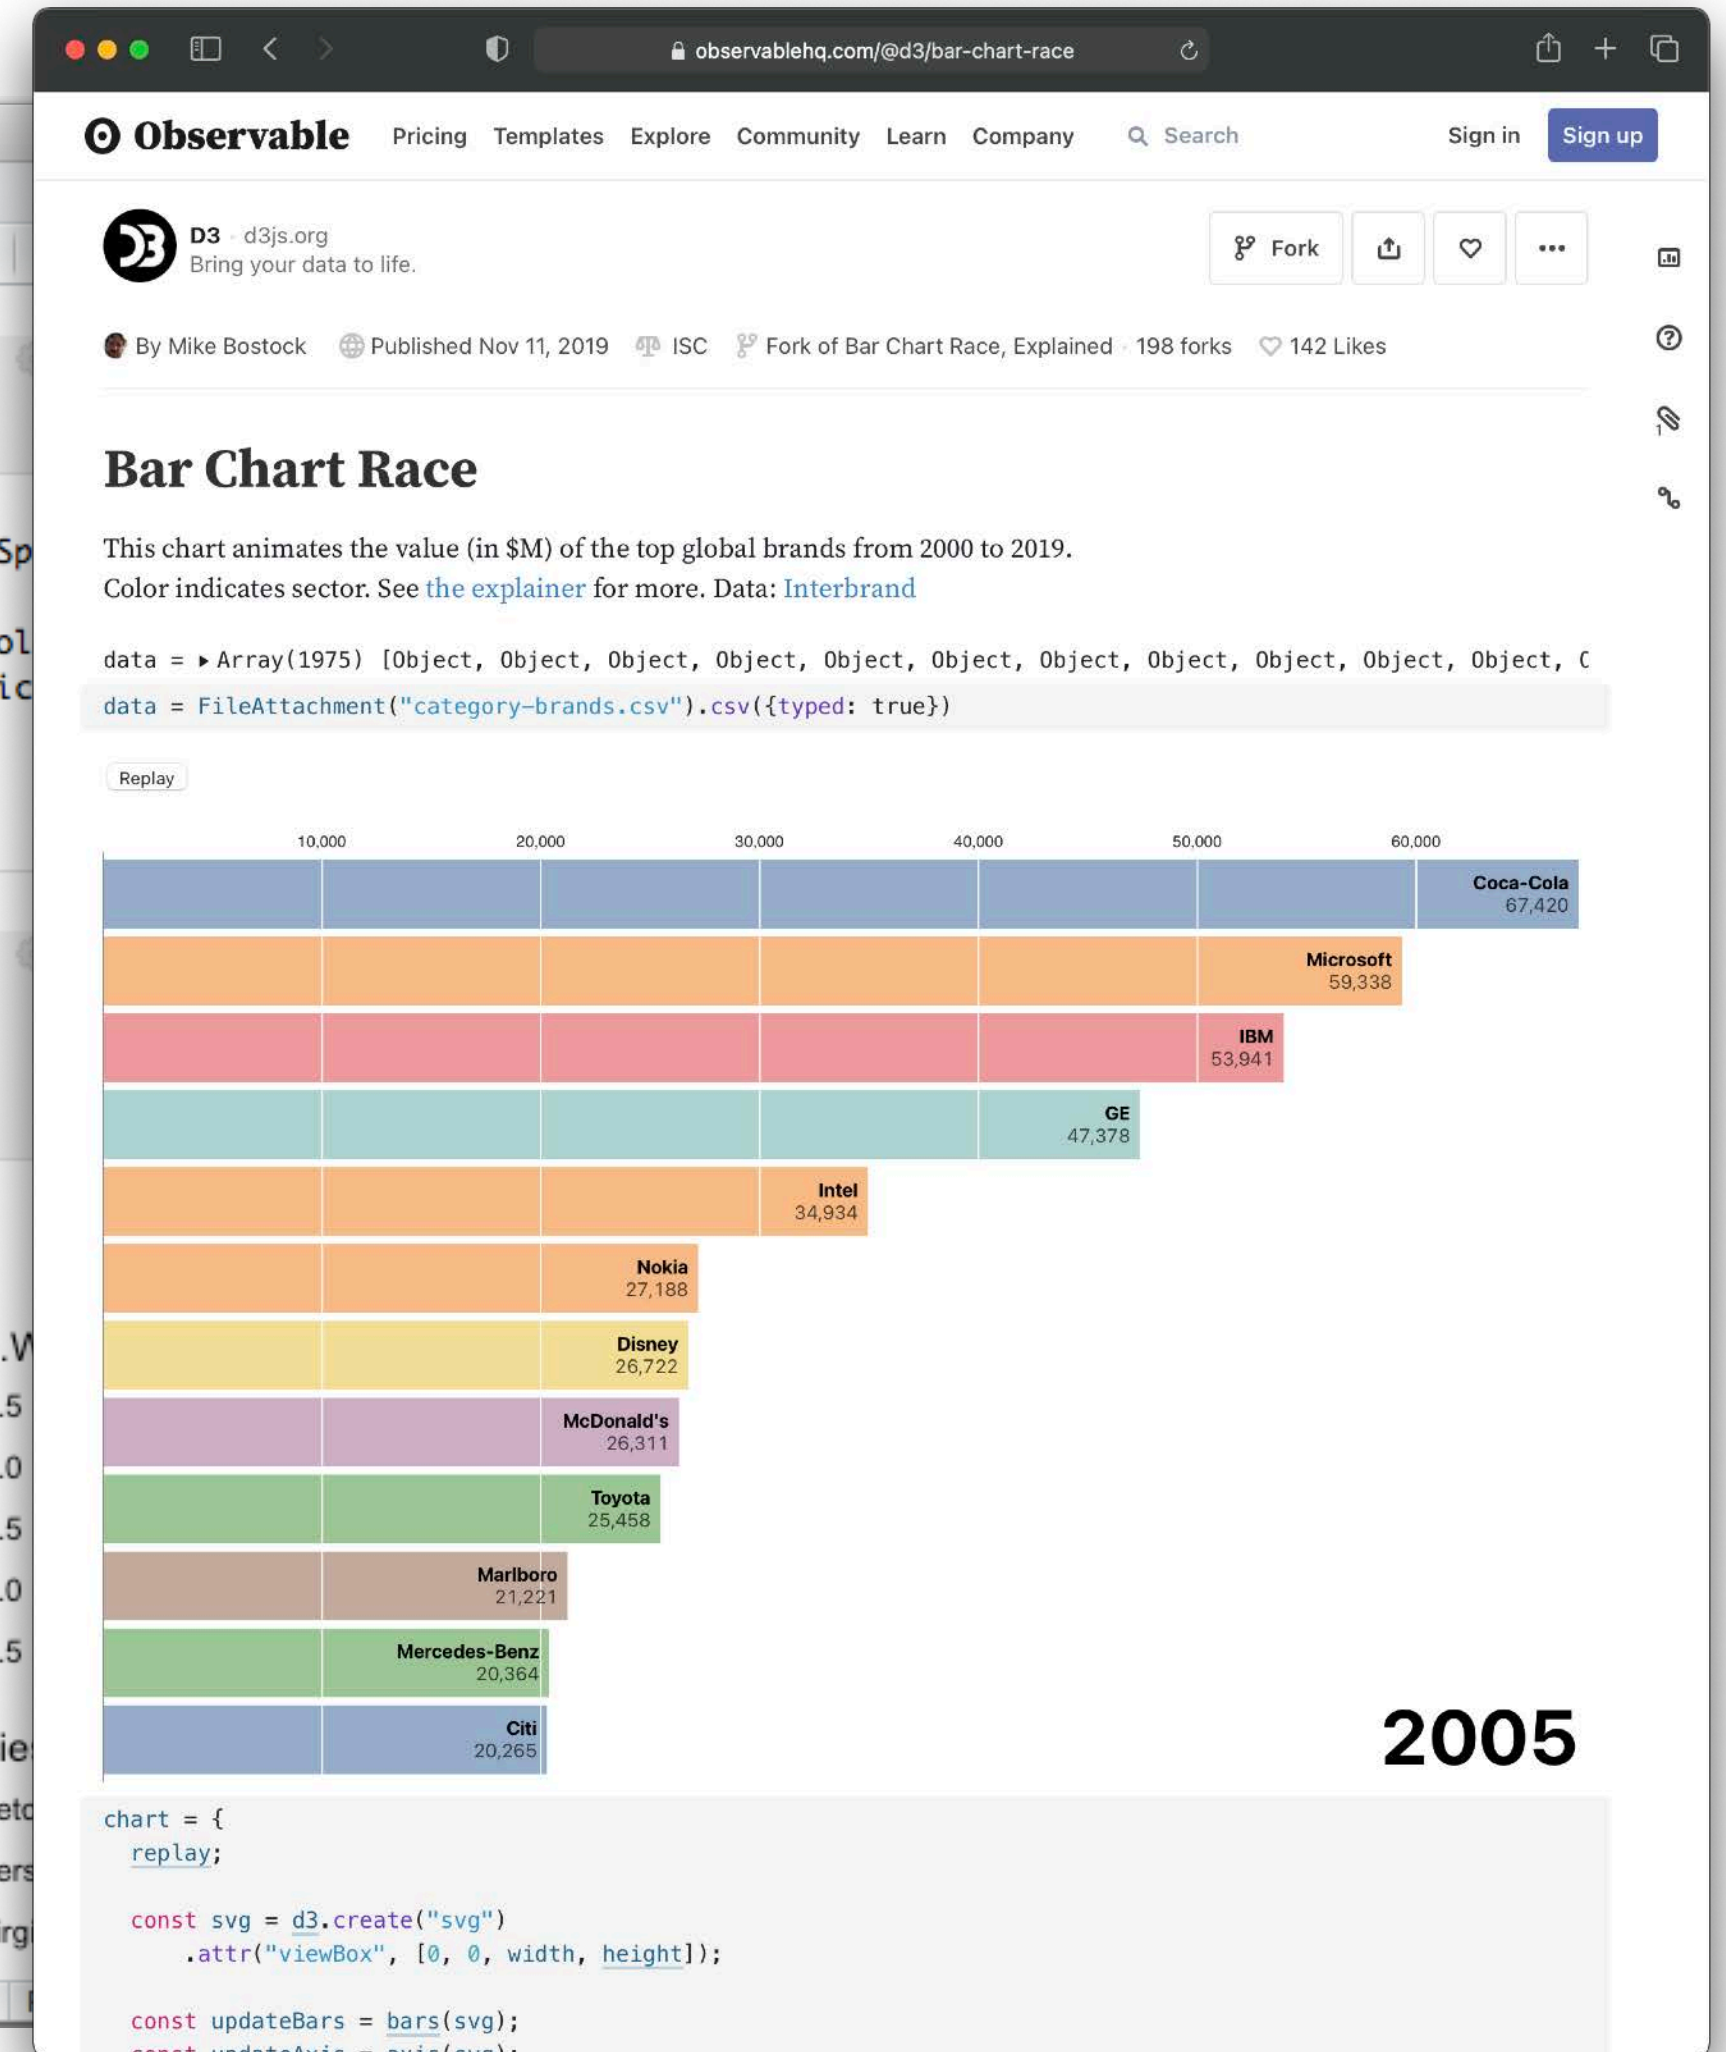 observablehq.com/@d3/bar-chart-race
Observable Pricing Templates Explore Community Learn Company Search Sign in Sign up
D3 · d3js.org
Bring your data to life.
Fork
By Mike Bostock Published Nov 11, 2019 ISC Fork of Bar Chart Race, Explained · 198 forks 142 Likes
1
Bar Chart Race
This chart animates the value (in $M) of the top global brands from 2000 to 2019.
Color indicates sector. See the explainer for more. Data: Interbrand
data = ▸Array(1975) [Object, Object, Object, Object, Object, Object, Object, Object, Object, Object, Object,
data = FileAttachment("category-brands.csv").csv({typed: true})
Replay
10,000 20,000 30,000 40,000 50,000 60,000
Coca-Cola
67,420
Microsoft
59,338
IBM
53,941
GE
47,378
Intel
34,934
Nokia
27,188
Disney
26,722
McDonald's
26,311
Toyota
25,458
Marlboro
21,221
Mercedes-Benz
20,364
Citi
20,265
2005
chart = {
replay;
const svg = d3.create("svg")
.attr("viewBox", [0, 0, width, height]);
const updateBars = bars(svg);
const updateAxis = axis(svg);